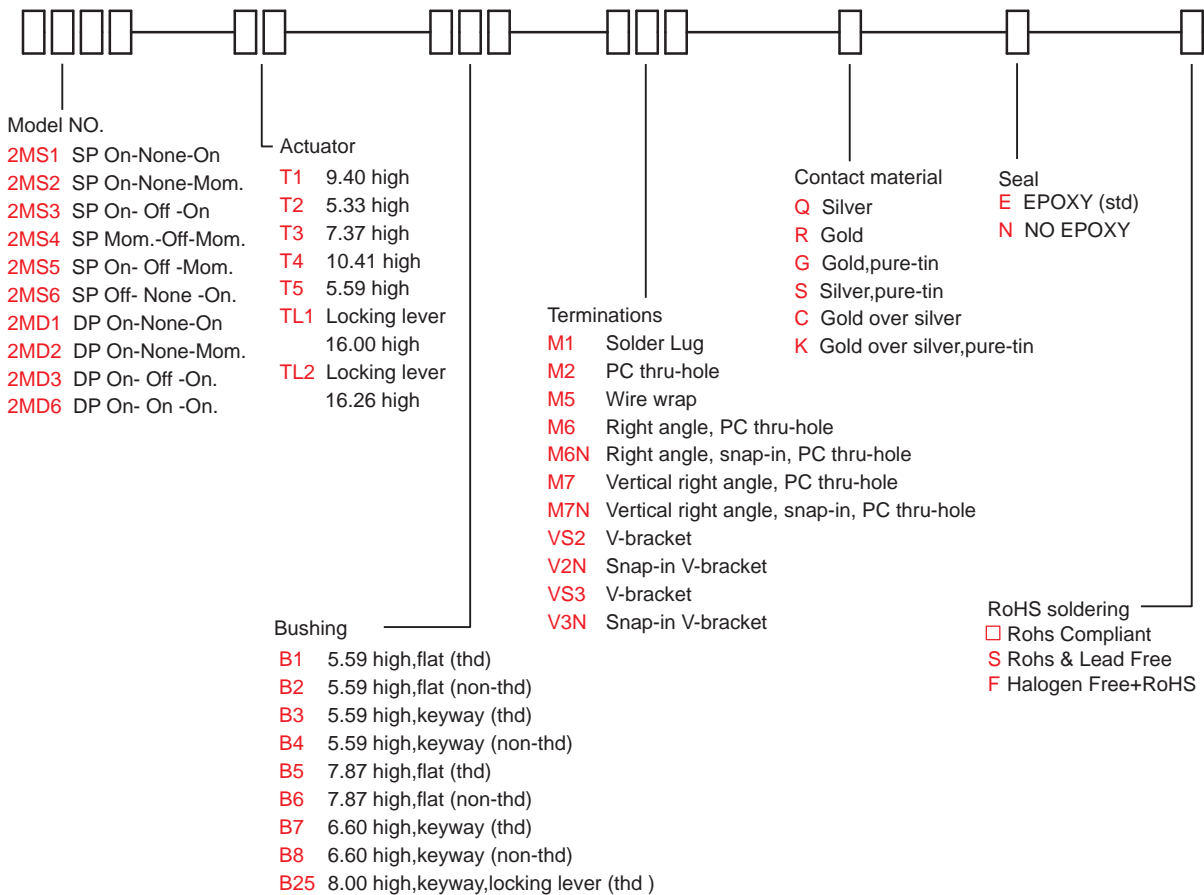 Model NO.
2MS1 SP On-None-On
2MS2 SP On-None-Mom.
2MS3 SP On- Off -On
2MS4 SP Mom.-Off-Mom.
2MS5 SP On- Off -Mom.
2MS6 SP Off- None -On.
2MD1 DP On-None-On
2MD2 DP On-None-Mom.
2MD3 DP On- Off -On.
2MD6 DP On- On -On.
Actuator
T1 9.40 high
T2 5.33 high
T3 7.37 high
T4 10.41 high
T5 5.59 high
TL1 Locking lever
16.00 high
TL2 Locking lever
16.26 high
Bushing
B1 5.59 high,flat (thd)
B2 5.59 high,flat (non-thd)
B3 5.59 high,keyway (thd)
B4 5.59 high,keyway (non-thd)
B5 7.87 high,flat (thd)
B6 7.87 high,flat (non-thd)
B7 6.60 high,keyway (thd)
B8 6.60 high,keyway (non-thd)
B25 8.00 high,keyway,locking lever (thd )
Terminations
M1 Solder Lug
M2 PC thru-hole
M5 Wire wrap
M6 Right angle, PC thru-hole
M6N Right angle, snap-in, PC thru-hole
M7 Vertical right angle, PC thru-hole
M7N Vertical right angle, snap-in, PC thru-hole
VS2 V-bracket
V2N Snap-in V-bracket
VS3 V-bracket
V3N Snap-in V-bracket
Contact material
Q Silver
R Gold
G Gold,pure-tin
S Silver,pure-tin
C Gold over silver
K Gold over silver,pure-tin
Seal
E EPOXY (std)
N NO EPOXY
RoHS soldering
□ Rohs Compliant
S Rohs & Lead Free
F Halogen Free+RoHS